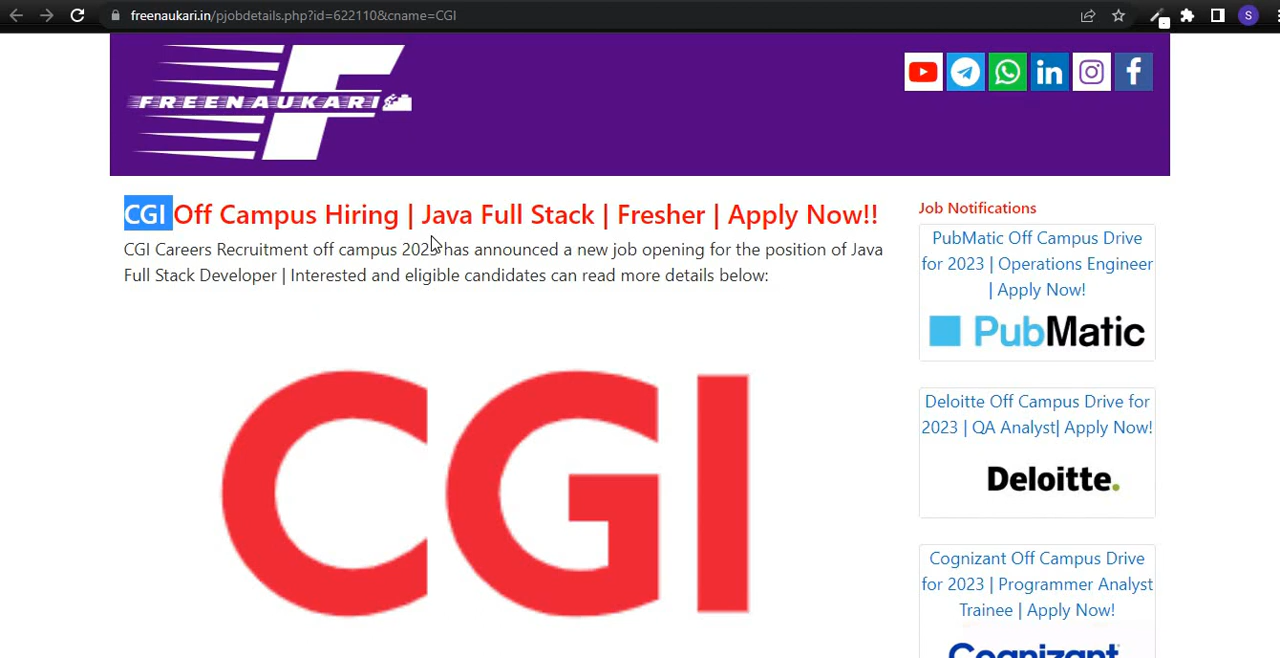 freenaukari.in/pjobdetails.php?id=622110&cname=CGI
S
FREENAUKARI
CGI Off Campus Hiring | Java Full Stack | Fresher | Apply Now!!
CGI Careers Recruitment off campus 2023 has announced a new job opening for the position of Java
Full Stack Developer | Interested and eligible candidates can read more details below:
CGI
Job Notifications
PubMatic Off Campus Drive
for 2023 | Operations Engineer
| Apply Now!
PubMatic
Deloitte Off Campus Drive for
2023 | QA Analyst| Apply Now!
Deloitte.
Cognizant Off Campus Drive
for 2023 | Programmer Analyst
Trainee | Apply Now!
Cognizant